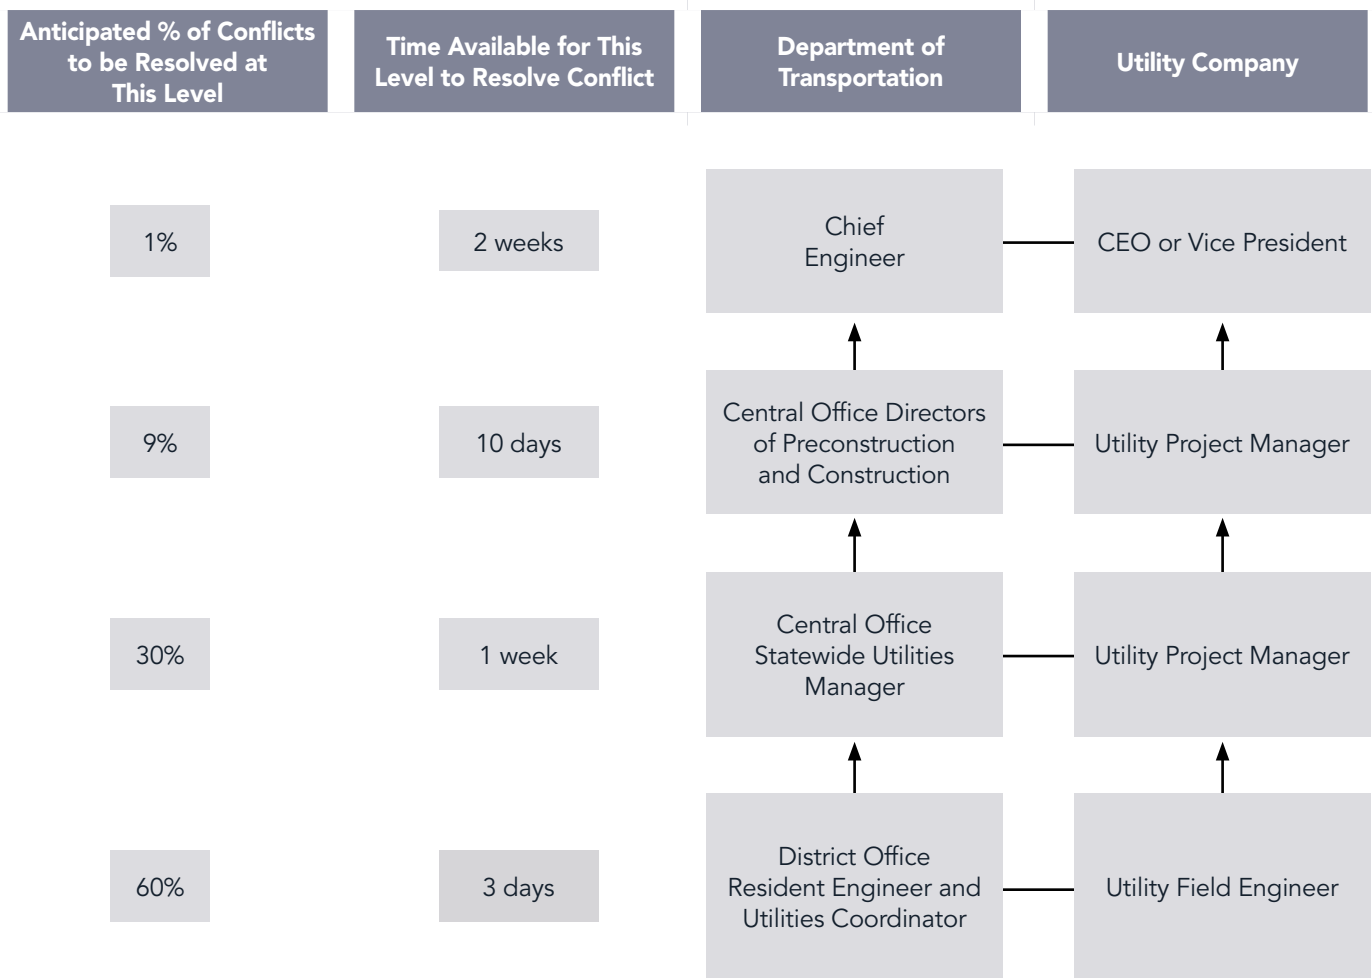 Anticipated % of Conflicts
to be Resolved at
This Level
Time Available for This
Level to Resolve Conflict
Department of
Transportation
Utility Company
1%
2 weeks
Chief
Engineer
CEO or Vice President
9%
10 days
Central Office Directors
of Preconstruction
and Construction
Utility Project Manager
30%
1 week
Central Office
Statewide Utilities
Manager
Utility Project Manager
60%
3 days
District Office
Resident Engineer and
Utilities Coordinator
Utility Field Engineer